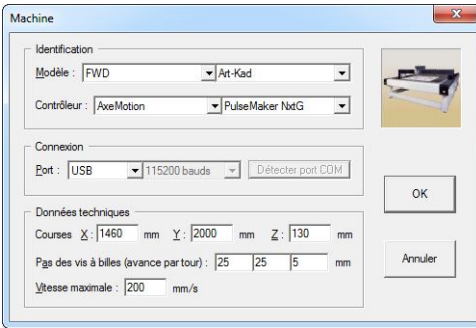 Machine
Identification
Modèle : FWD Art-Kad
Contrôleur : AxeMotion PulseMaker NxtG
Connexion
Port : USB 115200 bauds Détecter port COM
OK
Données techniques
Courses X : 1460 mm Y : 2000 mm Z : 130 mm
Pas des vis à billes (avance par tour) : 25 25 5 mm
Annuler
Vitesse maximale : 200 mm/s